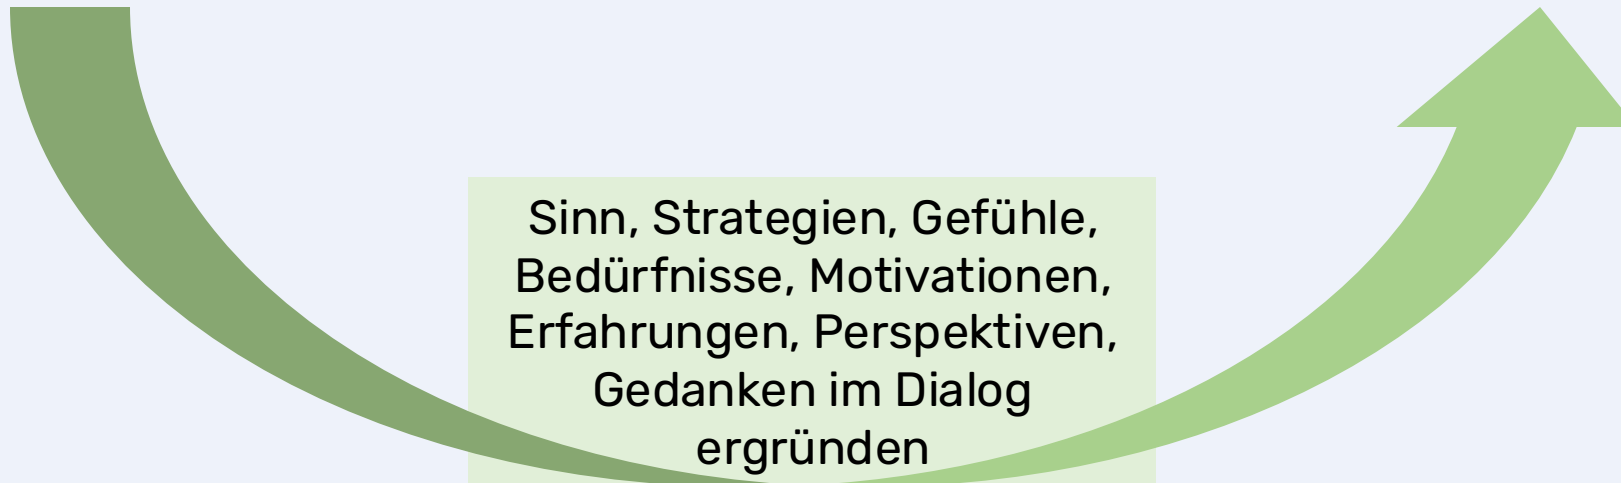 Sinn, Strategien, Gefühle,
Bedürfnisse, Motivationen,
Erfahrungen, Perspektiven,
Gedanken im Dialog
ergründen